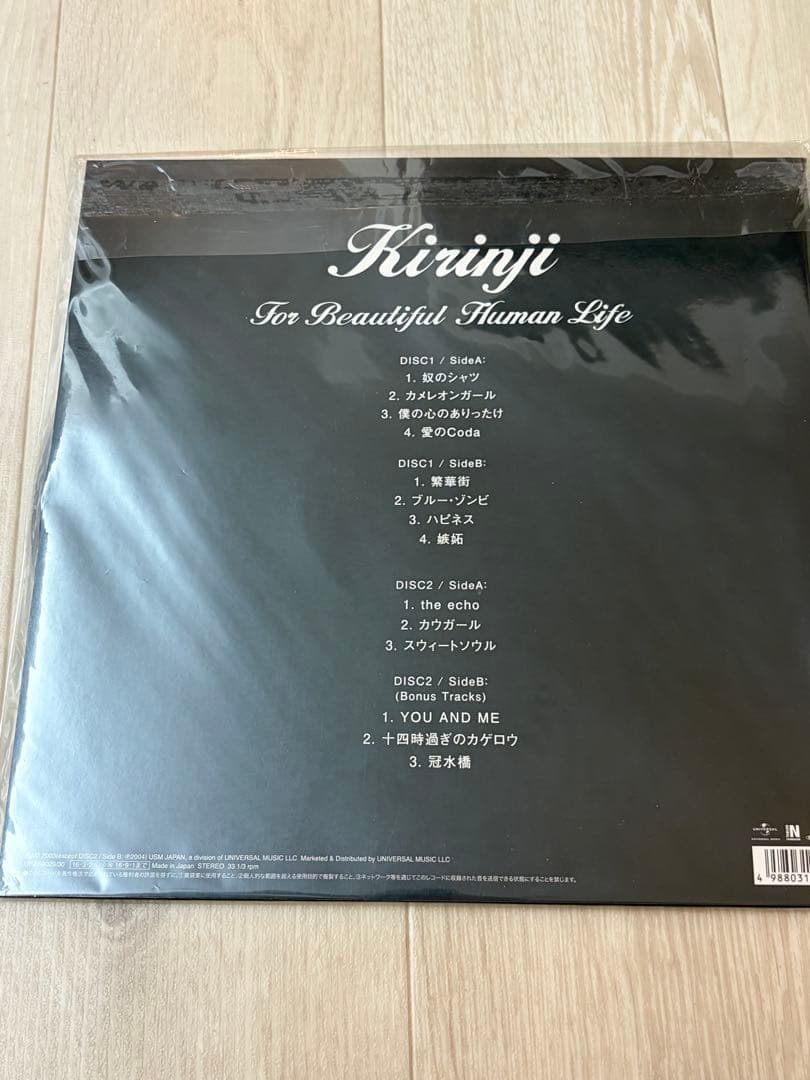 Kirinji
For Beautiful Human Life
DISC1 / SideA:
1. 奴のシャツ
2. カメレオンガール
3. 僕の心のありったけ
4. 愛のCoda
DISC1 / SideB:
1. 繁華街
2. ブルー・ゾンビ
3. ハピネス
4. 嫉妬
DISC2 / SideA:
1. the echo
2. カウガール
3. スウィートソウル
DISC2 / SideB:
(Bonus Tracks)
1. YOU AND ME
2. 十四時過ぎのカゲロウ
3. 冠水橋
DISC2 / Side B: ℗2004) USM JAPAN, a division of UNIVERSAL MUSIC LLC Marketed & Distributed by UNIVERSAL MUSIC LLC
Made in Japan STEREO 33 1/3 rpm
UNIVERSAL
N
4 988031